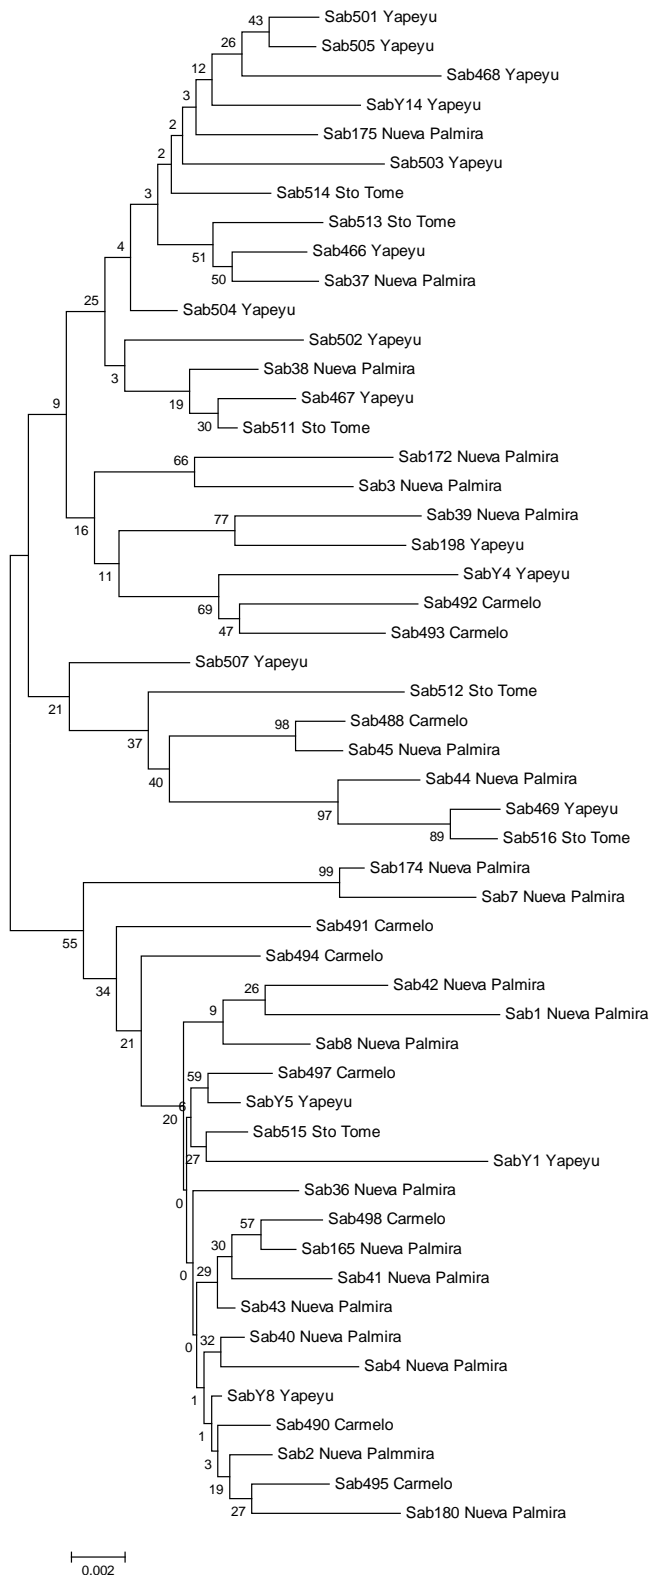 43
Sab501 Yapeyu
26
Sab505 Yapeyu
12
Sab468 Yapeyu
3
SabY14 Yapeyu
2
Sab175 Nueva Palmira
2
Sab503 Yapeyu
3
Sab514 Sto Tome
Sab513 Sto Tome
4
51
Sab466 Yapeyu
50
Sab37 Nueva Palmira
25
Sab504 Yapeyu
Sab502 Yapeyu
3
Sab38 Nueva Palmira
19
Sab467 Yapeyu
9
30
Sab511 Sto Tome
66
Sab172 Nueva Palmira
Sab3 Nueva Palmira
16
77
Sab39 Nueva Palmira
Sab198 Yapeyu
11
SabY4 Yapeyu
69
Sab492 Carmelo
47
Sab493 Carmelo
Sab507 Yapeyu
21
Sab512 Sto Tome
37
98
Sab488 Carmelo
Sab45 Nueva Palmira
40
Sab44 Nueva Palmira
97
Sab469 Yapeyu
89
Sab516 Sto Tome
99
Sab174 Nueva Palmira
Sab7 Nueva Palmira
55
Sab491 Carmelo
34
Sab494 Carmelo
21
26
Sab42 Nueva Palmira
9
Sab1 Nueva Palmira
Sab8 Nueva Palmira
59
Sab497 Carmelo
6
SabY5 Yapeyu
20
Sab515 Sto Tome
27
SabY1 Yapeyu
0
Sab36 Nueva Palmira
57
Sab498 Carmelo
30
Sab165 Nueva Palmira
0
29
Sab41 Nueva Palmira
Sab43 Nueva Palmira
0
32
Sab40 Nueva Palmira
Sab4 Nueva Palmira
1
SabY8 Yapeyu
1
Sab490 Carmelo
3
Sab2 Nueva Palmmira
19
Sab495 Carmelo
27
Sab180 Nueva Palmira
0.002